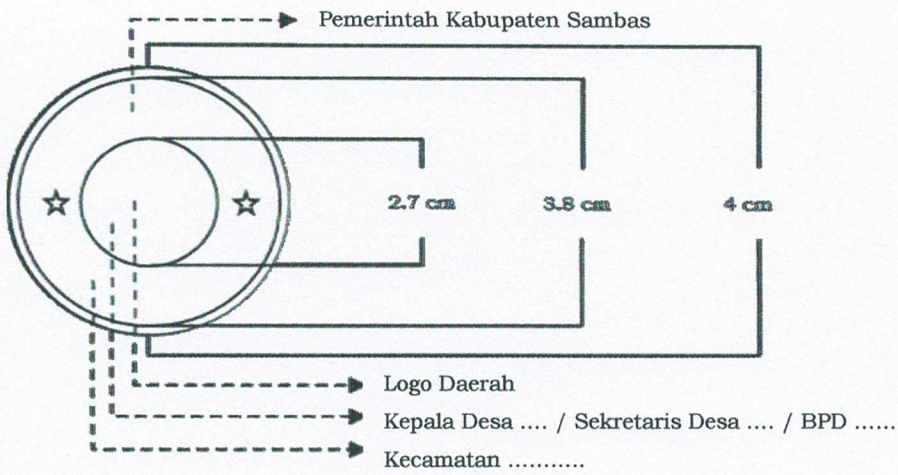 Pemerintah Kabupaten Sambas
2.7 cm
3.8 cm
4 cm
Logo Daerah
Kepala Desa .... / Sekretaris Desa .... / BPD ......
Kecamatan ...........